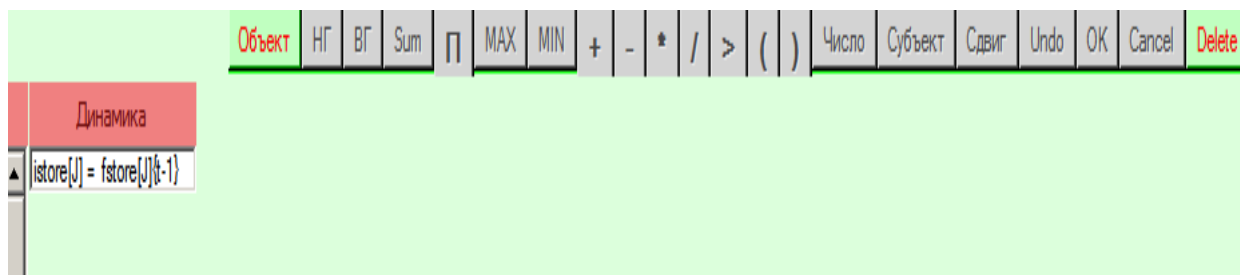 Объект НГ ВГ Sum П MAX MIN + - * / > ( ) Число Субъект Сдвиг Undo OK Cancel Delete
Динамика
istore[J] = fstore[J]{t-1}